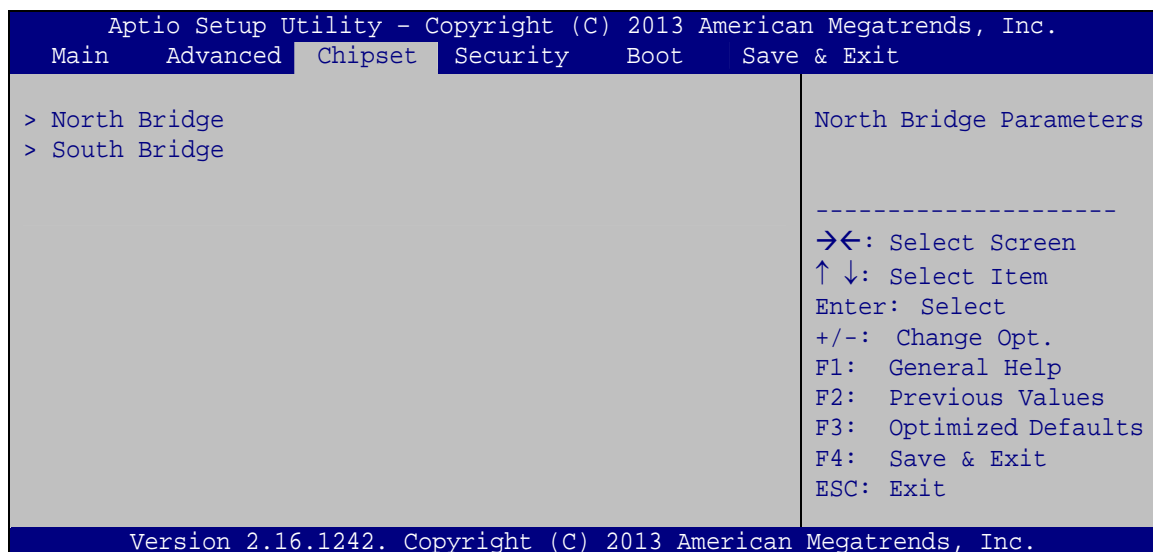 Aptio Setup Utility – Copyright (C) 2013 American Megatrends, Inc.
Main Advanced Chipset Security Boot Save & Exit
> North Bridge
> South Bridge
North Bridge Parameters
----------------------
→←: Select Screen
↑ ↓: Select Item
Enter: Select
+/-: Change Opt.
F1: General Help
F2: Previous Values
F3: Optimized Defaults
F4: Save & Exit
ESC: Exit
Version 2.16.1242. Copyright (C) 2013 American Megatrends, Inc.